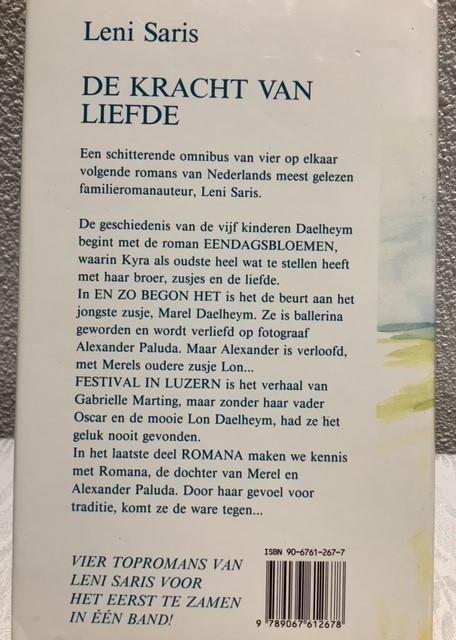 Leni Saris
DE KRACHT VAN
LIEFDE
Een schitterende omnibus van vier op elkaar
volgende romans van Nederlands meest gelezen
familieromanauteur, Leni Saris.
De geschiedenis van de vijf kinderen Daelheym
begint met de roman EENDAGSBLOEMEN,
waarin Kyra als oudste heel wat te stellen heeft
met haar broer, zusjes en de liefde.
In EN ZO BEGON HET is het de beurt aan het
jongste zusje, Marel Daelheym. Ze is ballerina
geworden en wordt verliefd op fotograaf
Alexander Paluda. Maar Alexander is verloofd,
met Merels oudere zusje Lon...
FESTIVAL IN LUZERN is het verhaal van
Gabrielle Marting, maar zonder haar vader
Oscar en de mooie Lon Daelheym, had ze het
geluk nooit gevonden.
In het laatste deel ROMANA maken we kennis
met Romana, de dochter van Merel en
Alexander Paluda. Door haar gevoel voor
traditie, komt ze de ware tegen...
VIER TOPROMANS VAN
LENI SARIS VOOR
HET EERST TE ZAMEN
IN ÉÉN BAND!
ISBN 90-6761-267-7
9 789067 612678